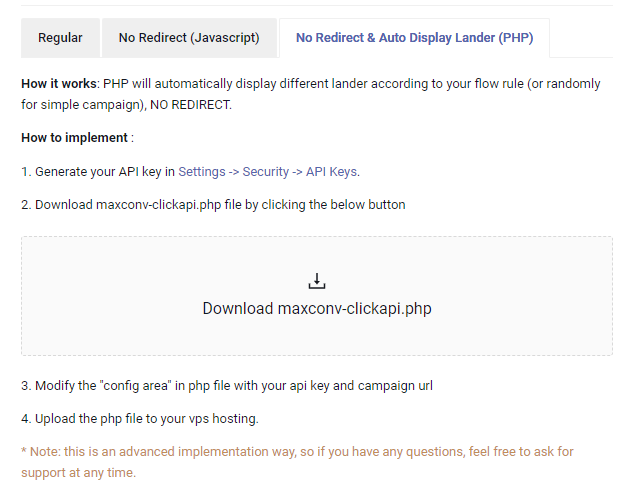 Regular
No Redirect (Javascript)
No Redirect & Auto Display Lander (PHP)
How it works: PHP will automatically display different lander according to your flow rule (or randomly
for simple campaign), NO REDIRECT.
How to implement :
1. Generate your API key in Settings -> Security -> API Keys.
2. Download maxconv-clickapi.php file by clicking the below button
Download maxconv-clickapi.php
3. Modify the "config area" in php file with your api key and campaign url
4. Upload the php file to your vps hosting.
* Note: this is an advanced implementation way, so if you have any questions, feel free to ask for
support at any time.